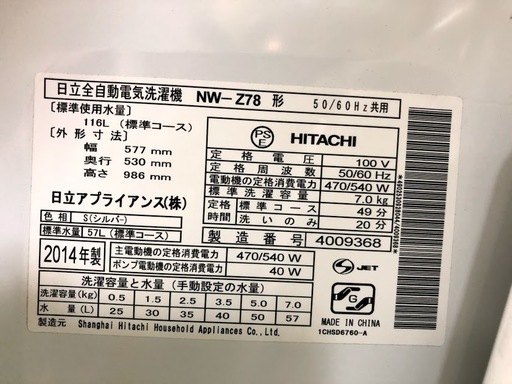 日立全自動電気洗濯機 NW-Z78 形 50/60Hz共用
〔標準使用水量〕
116L（標準コース）
〔外形寸法〕
幅 577 mm
奥行 530 mm
高さ 986 mm
日立アプライアンス(株)
色相 S(シルバー)
標準水量 57L（標準コース）
PS
E
HITACHI
定格電圧 100 V
定格周波数 50/60 Hz
電動機の定格消費電力 470/540 W
標準洗濯容量 7.0kg
定格時間 標準コース 49分
洗いのみ 20分
製造番号 4009368
2014年製
主電動機の定格消費電力 470/540 W
ポンプ電動機の定格消費電力 40 W
S JET
洗濯容量と水量（手動設定の水量）
洗濯容量(kg) 0.5 1.5 2.5 3.5 5.0 7.0
水量(L) 25 30 35 40 50 57
製造元 Shanghai Hitachi Household Appliances Co.,Ltd.
G
MADE IN CHINA
1CHSD6760-A